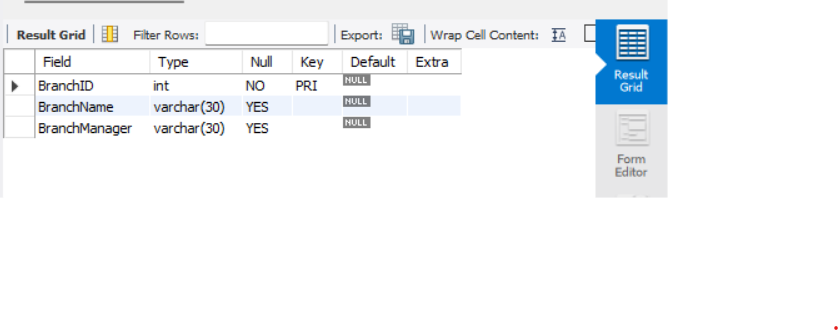 Result Grid Filter Rows: Export: Wrap Cell Content:
Field Type Null Key Default Extra
BranchID int NO PRI NULL
BranchName varchar(30) YES NULL
BranchManager varchar(30) YES NULL
Result
Grid
Form
Editor